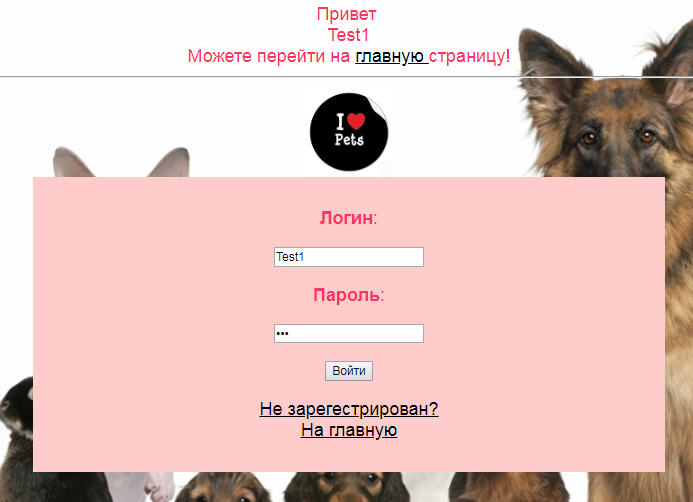 Привет
Test1
Можете перейти на главную страницу!
I
Pets
Логин:
Test1
Пароль:
•••
Войти
Не зарегестрирован?
На главную